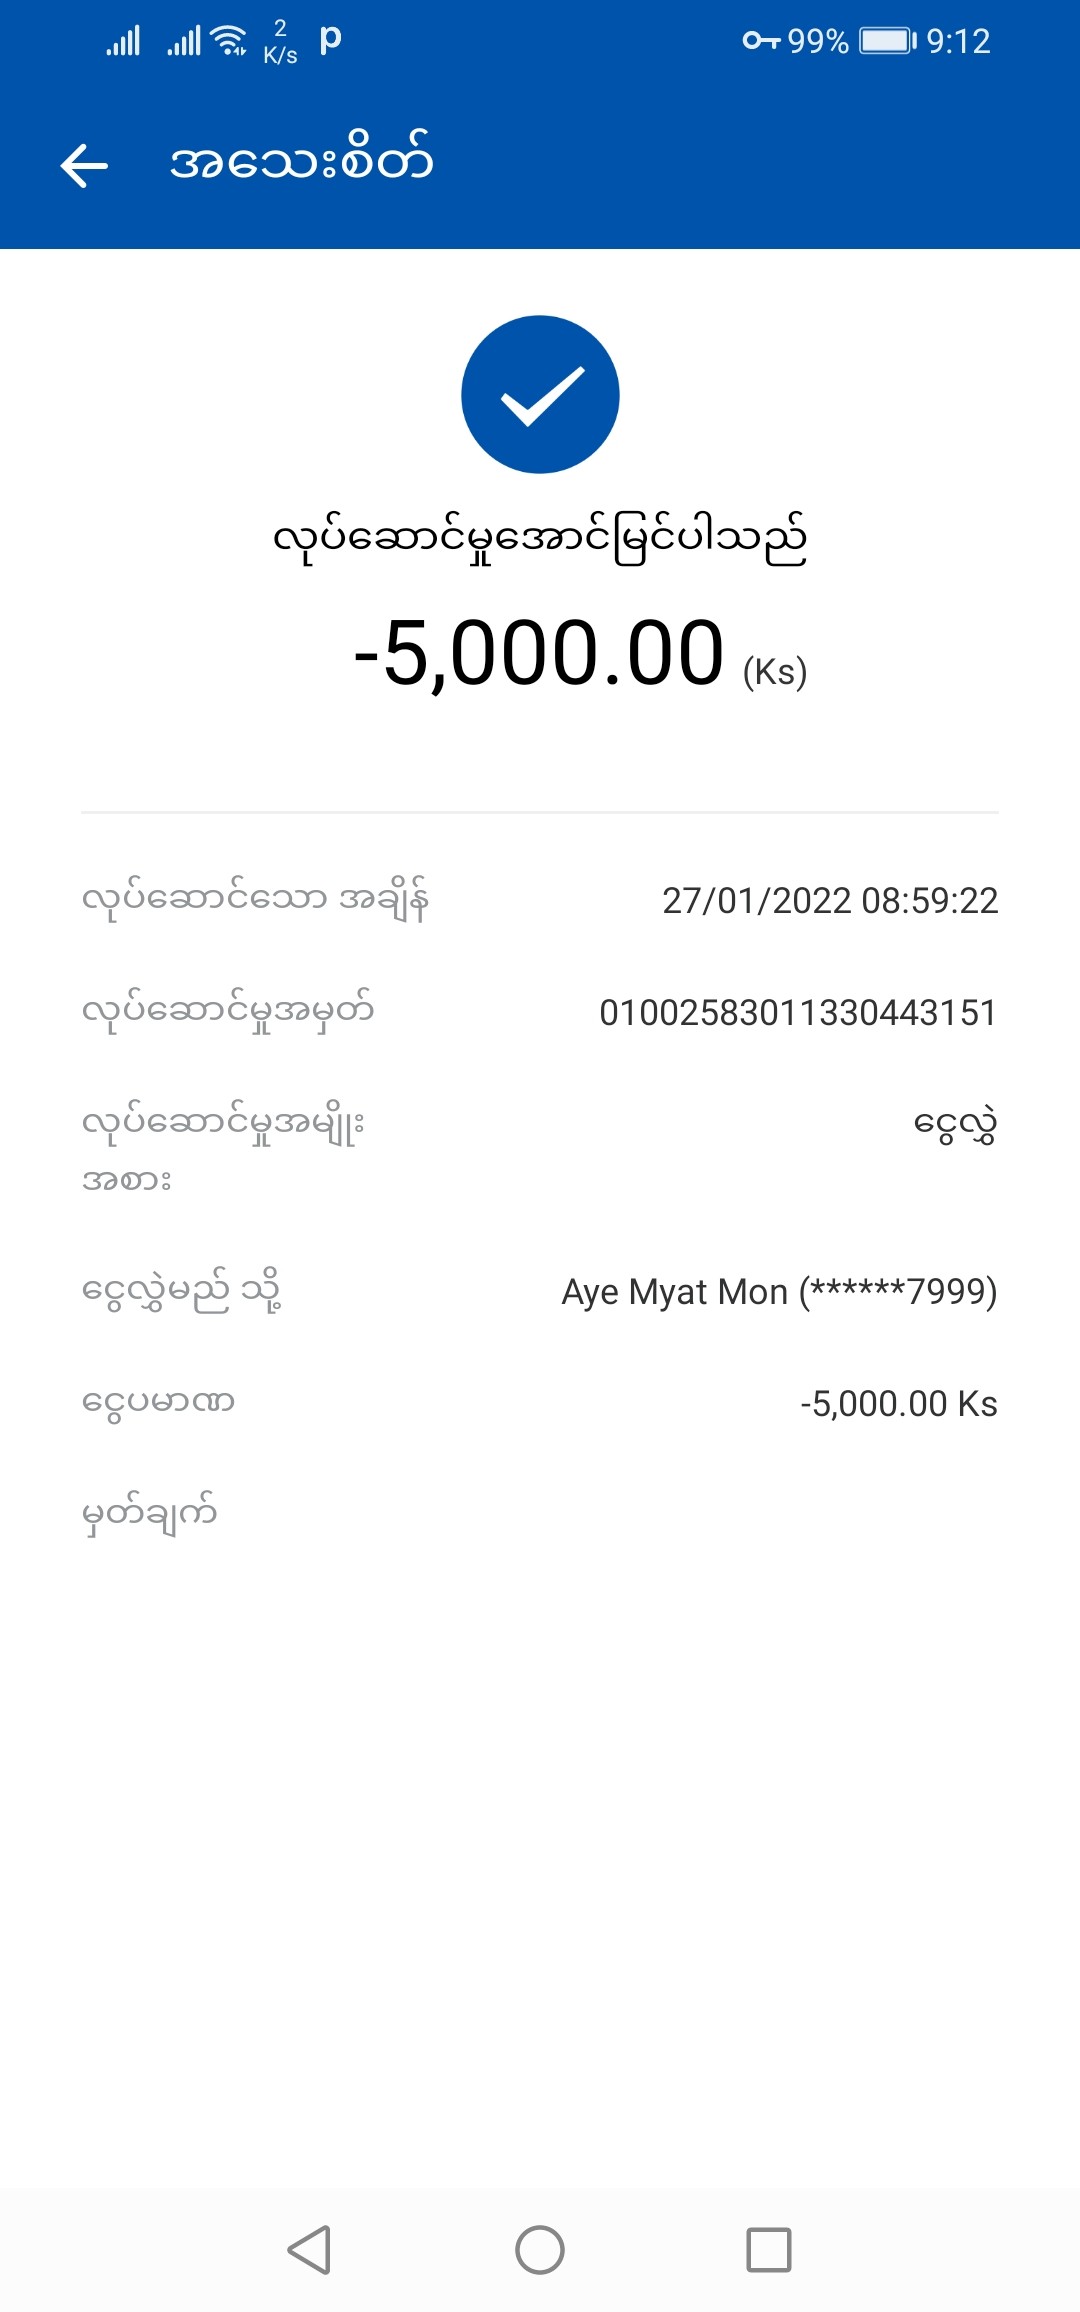 2
K/s p 99% 9:12
အသေးစိတ်
လုပ်ဆောင်မှုအောင်မြင်ပါသည်
-5,000.00 (Ks)
လုပ်ဆောင်သော အချိန် 27/01/2022 08:59:22
လုပ်ဆောင်မှုအမှတ် 01002583011330443151
လုပ်ဆောင်မှုအမျိုး ငွေလွှဲ
အစား
ငွေလွှဲမည် သို့ Aye Myat Mon (******7999)
ငွေပမာဏ -5,000.00 Ks
မှတ်ချက်